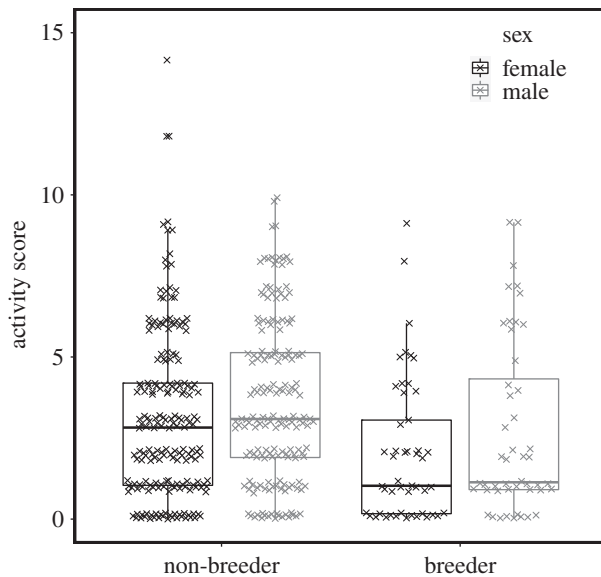 15
10
5
0
activity score
sex
female
male
non-breeder
breeder